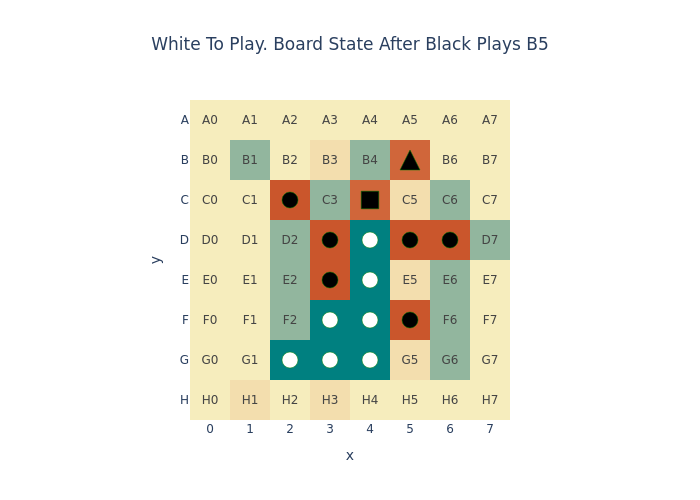 White To Play. Board State After Black Plays B5
A A0 A1 A2 A3 A4 A5 A6 A7
B B0 B1 B2 B3 B4 B6 B7
C C0 C1 C3 C5 C6 C7
D D0 D1 D2 D7
E E0 E1 E2 E5 E6 E7
F F0 F1 F2 F6 F7
G G0 G1 G5 G6 G7
H H0 H1 H2 H3 H4 H5 H6 H7
0 1 2 3 4 5 6 7
x
y